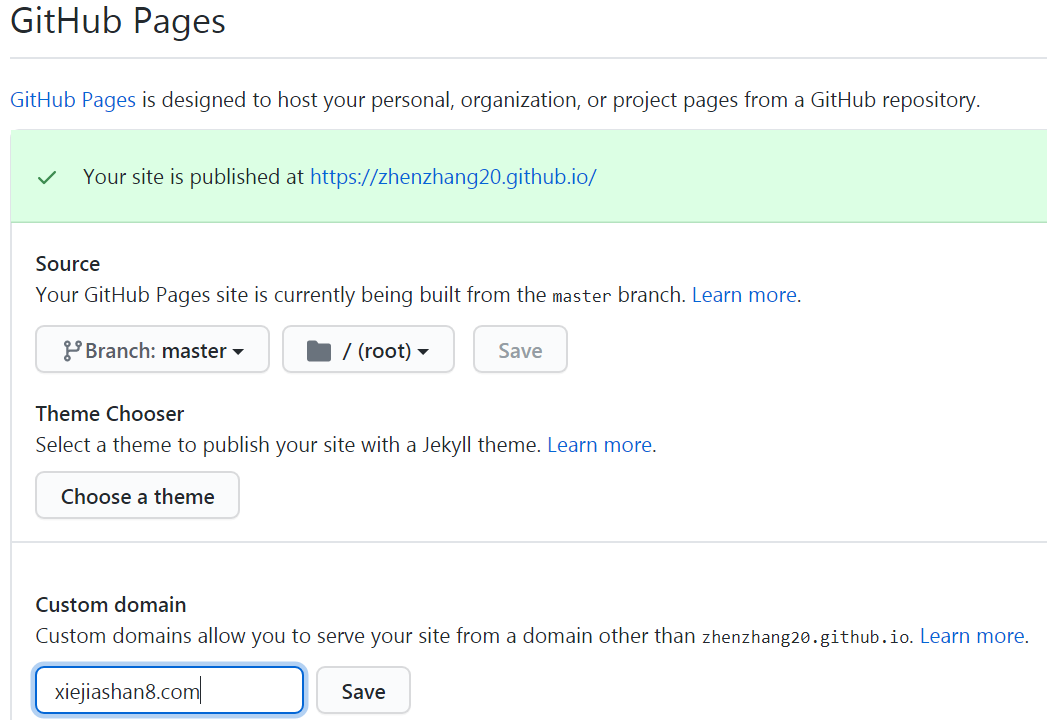 GitHub Pages
GitHub Pages is designed to host your personal, organization, or project pages from a GitHub repository.
Your site is published at https://zhenzhang20.github.io/
Source
Your GitHub Pages site is currently being built from the master branch. Learn more.
Branch: master / (root) Save
Theme Chooser
Select a theme to publish your site with a Jekyll theme. Learn more.
Choose a theme
Custom domain
Custom domains allow you to serve your site from a domain other than zhenzhang20.github.io. Learn more.
xiejiashan8.com Save